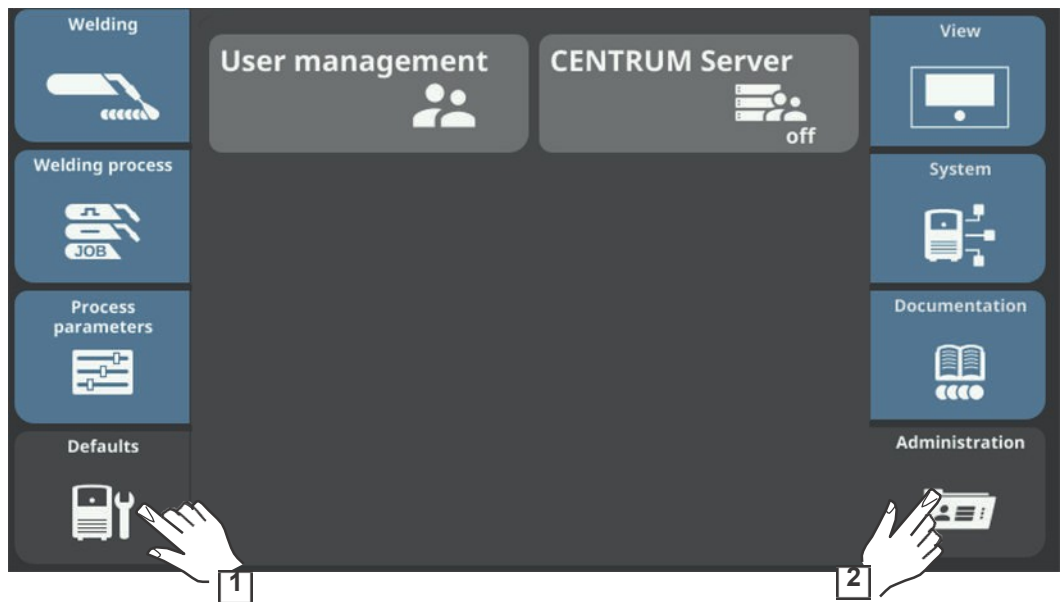 Welding
Welding process
JOB
Process
parameters
Defaults
User management
CENTRUM Server
off
View
System
Documentation
Administration
1
2